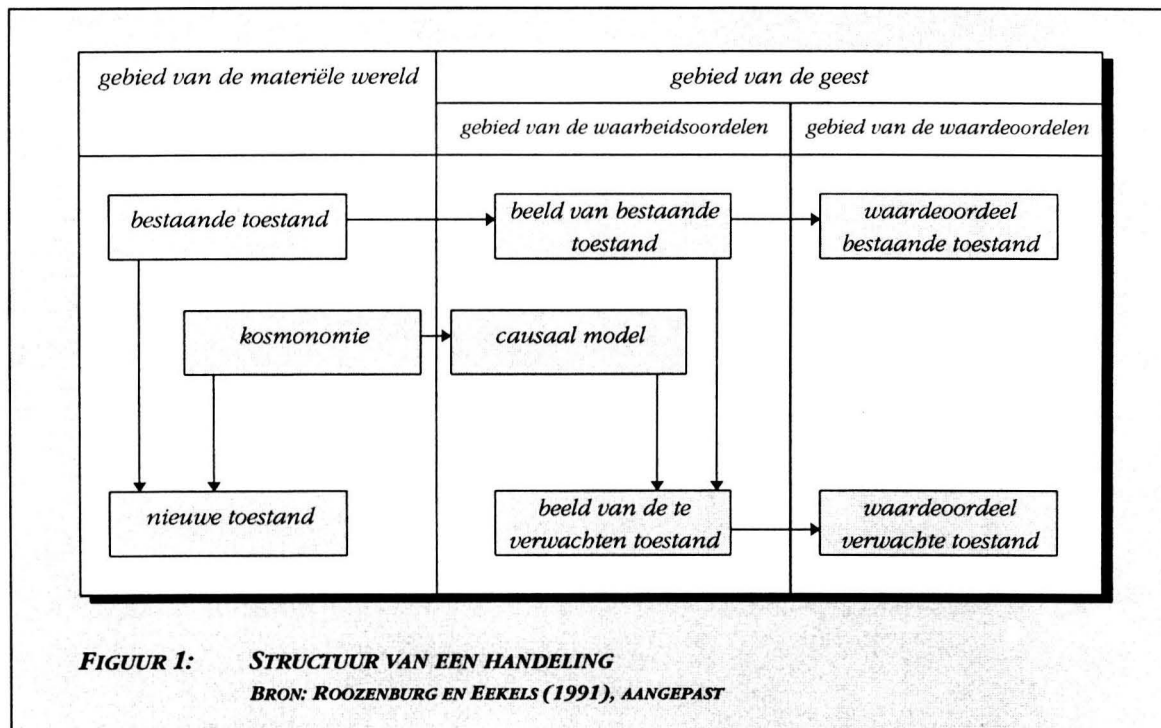 gebied van de materiële wereld
gebied van de geest
gebied van de waarheidsoordelen
gebied van de waardeoordelen
bestaande toestand
beeld van bestaande
toestand
waardeoordeel
bestaande toestand
kosmonomie
causaal model
nieuwe toestand
beeld van de te
verwachten toestand
waardeoordeel
verwachte toestand
FIGUUR 1: STRUCTUUR VAN EEN HANDELING
BRON: ROOZENBURG EN EEKELS (1991), AANGEPAST